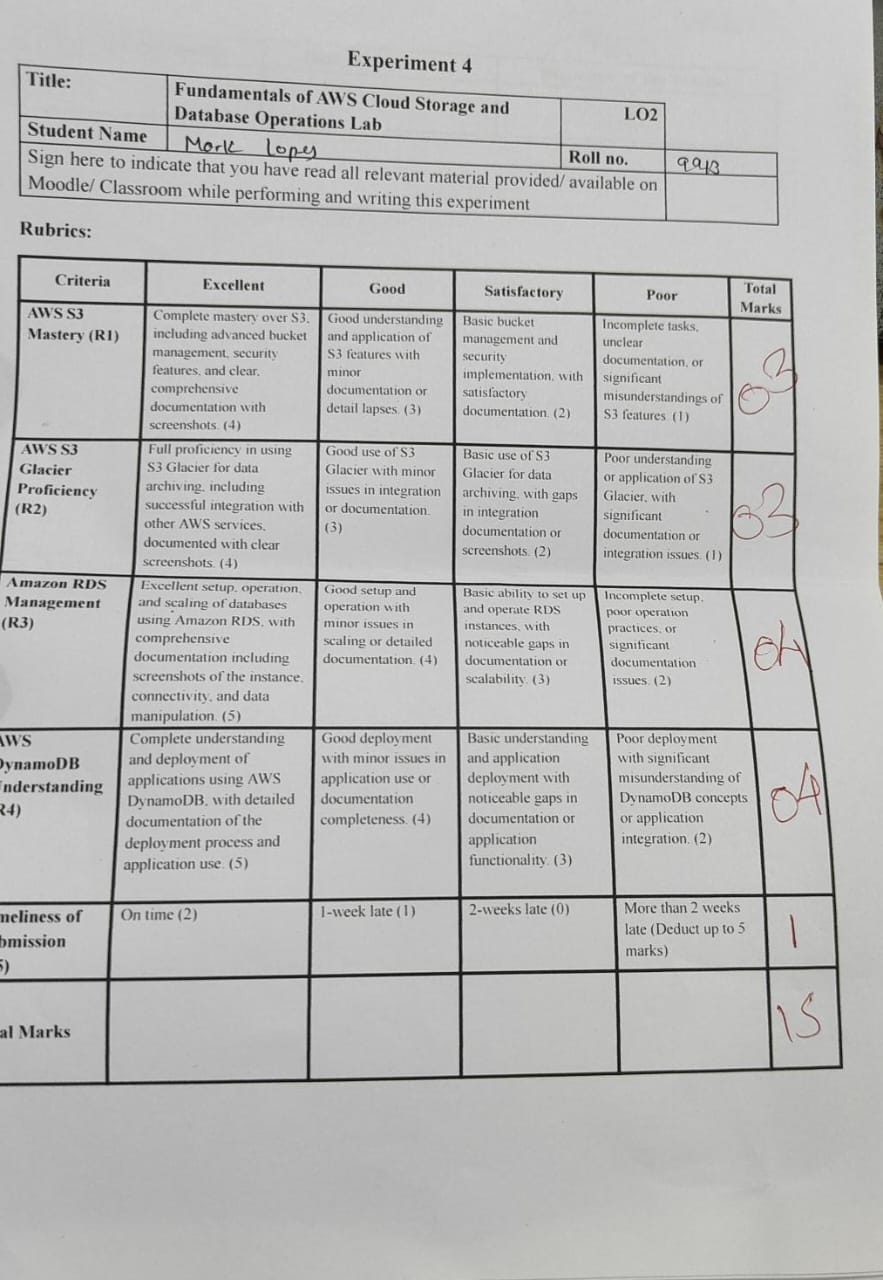 Experiment 4
Title:
Fundamentals of AWS Cloud Storage and
Database Operations Lab
LO2
Student Name
Mark Lopes
Roll no.
9913
Sign here to indicate that you have read all relevant material provided/ available on
Moodle/ Classroom while performing and writing this experiment
Rubrics:
Criteria
Excellent
Good
Satisfactory
Poor
Total
Marks
AWS S3
Mastery (R1)
Complete mastery over S3,
including advanced bucket
management, security
features, and clear,
comprehensive
documentation with
screenshots. (4)
Good understanding
and application of
S3 features with
minor
documentation or
detail lapses. (3)
Basic bucket
management and
security
implementation, with
satisfactory
documentation. (2)
Incomplete tasks,
unclear
documentation, or
significant
misunderstandings of
S3 features. (1)
03
AWS S3
Glacier
Proficiency
(R2)
Full proficiency in using
S3 Glacier for data
archiving, including
successful integration with
other AWS services,
documented with clear
screenshots. (4)
Good use of S3
Glacier with minor
issues in integration
or documentation.
(3)
Basic use of S3
Glacier for data
archiving, with gaps
in integration
documentation or
screenshots. (2)
Poor understanding
or application of S3
Glacier, with
significant
documentation or
integration issues. (1)
03
Amazon RDS
Management
(R3)
Excellent setup, operation,
and scaling of databases
using Amazon RDS, with
comprehensive
documentation including
screenshots of the instance,
connectivity, and data
manipulation. (5)
Good setup and
operation with
minor issues in
scaling or detailed
documentation. (4)
Basic ability to set up
and operate RDS
instances, with
noticeable gaps in
documentation or
scalability. (3)
Incomplete setup,
poor operation
practices, or
significant
documentation
issues. (2)
04
AWS
DynamoDB
Understanding
R4)
Complete understanding
and deployment of
applications using AWS
DynamoDB, with detailed
documentation of the
deployment process and
application use. (5)
Good deployment
with minor issues in
application use or
documentation
completeness. (4)
Basic understanding
and application
deployment with
noticeable gaps in
documentation or
application
functionality. (3)
Poor deployment
with significant
misunderstanding of
DynamoDB concepts
or application
integration. (2)
04
meliness of
bmission
5)
On time (2)
1-week late (1)
2-weeks late (0)
More than 2 weeks
late (Deduct up to 5
marks)
1
al Marks
15